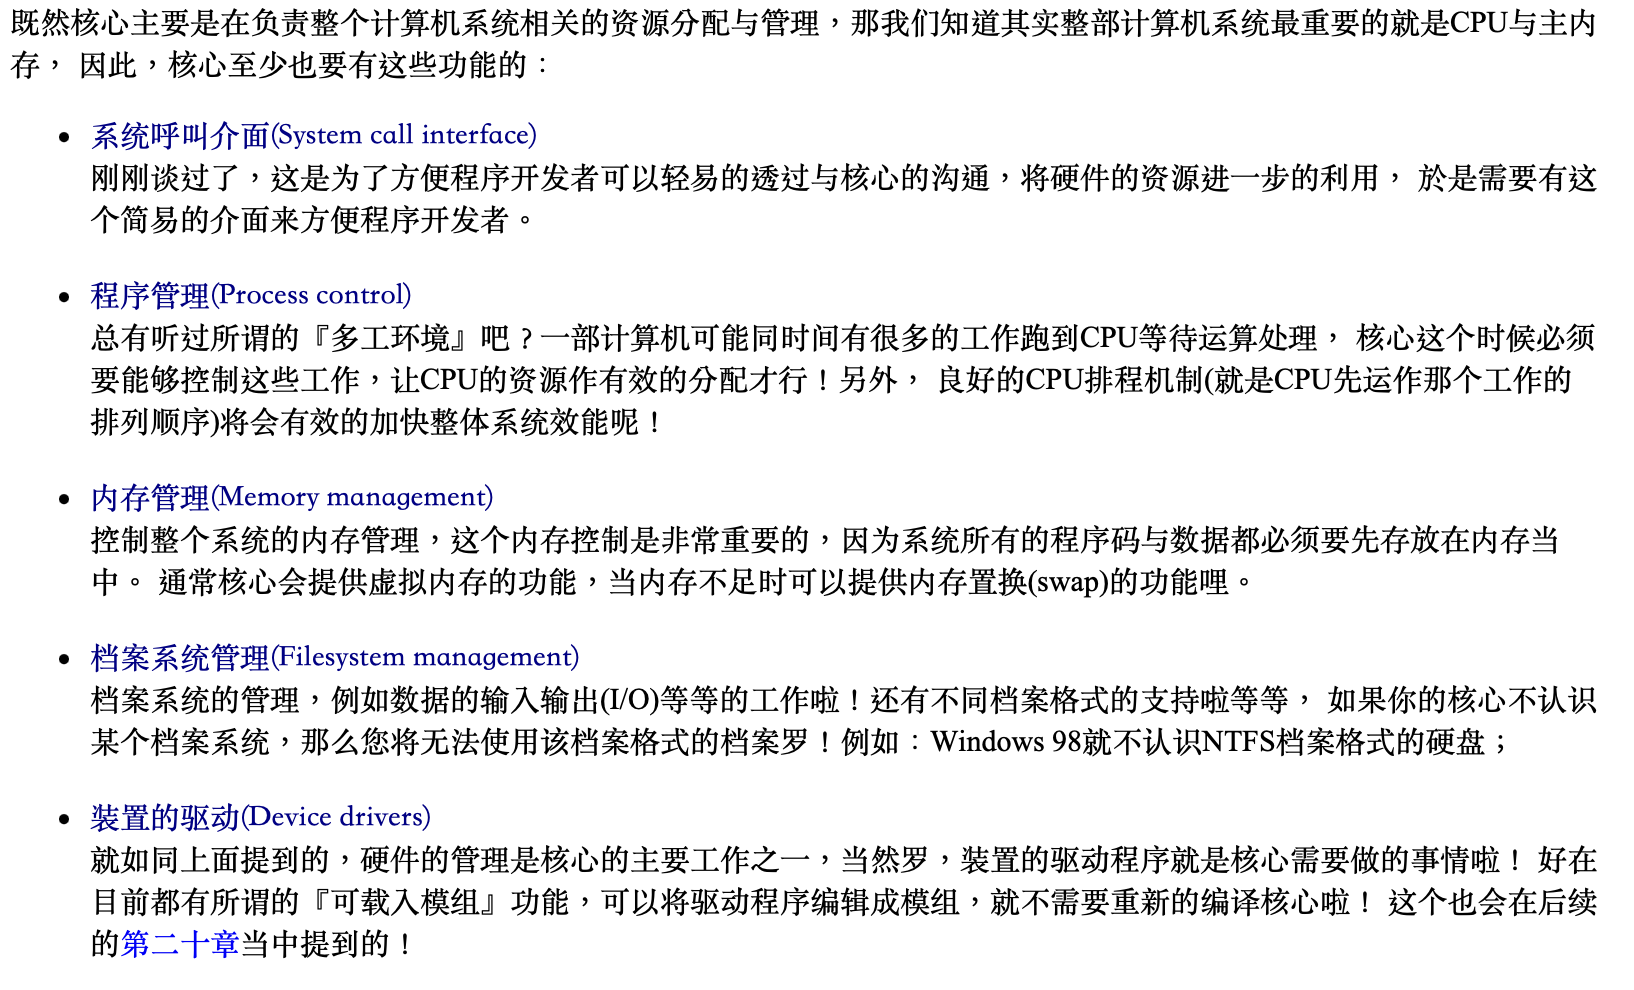 既然核心主要是在负责整个计算机系统相关的资源分配与管理，那我们知道其实整部计算机系统最重要的就是CPU与主内
存， 因此，核心至少也要有这些功能的：
系统呼叫介面(System call interface)
刚刚谈过了，这是为了方便程序开发者可以轻易的透过与核心的沟通，将硬件的资源进一步的利用， 於是需要有这
个简易的介面来方便程序开发者。
程序管理(Process control)
总有听过所谓的『多工环境』吧？一部计算机可能同时间有很多的工作跑到CPU等待运算处理， 核心这个时候必须
要能够控制这些工作，让CPU的资源作有效的分配才行！另外， 良好的CPU排程机制(就是CPU先运作那个工作的
排列顺序)将会有效的加快整体系统效能呢！
内存管理(Memory management)
控制整个系统的内存管理，这个内存控制是非常重要的，因为系统所有的程序码与数据都必须要先存放在内存当
中。 通常核心会提供虚拟内存的功能，当内存不足时可以提供内存置换(swap)的功能哩。
档案系统管理(Filesystem management)
档案系统的管理，例如数据的输入输出(I/O)等等的工作啦！还有不同档案格式的支持啦等等， 如果你的核心不认识
某个档案系统，那么您将无法使用该档案格式的档案罗！例如：Windows 98就不认识NTFS档案格式的硬盘；
装置的驱动(Device drivers)
就如同上面提到的，硬件的管理是核心的主要工作之一，当然罗，装置的驱动程序就是核心需要做的事情啦！ 好在
目前都有所谓的『可载入模组』功能，可以将驱动程序编辑成模组，就不需要重新的编译核心啦！ 这个也会在后续
的第二十章当中提到的！